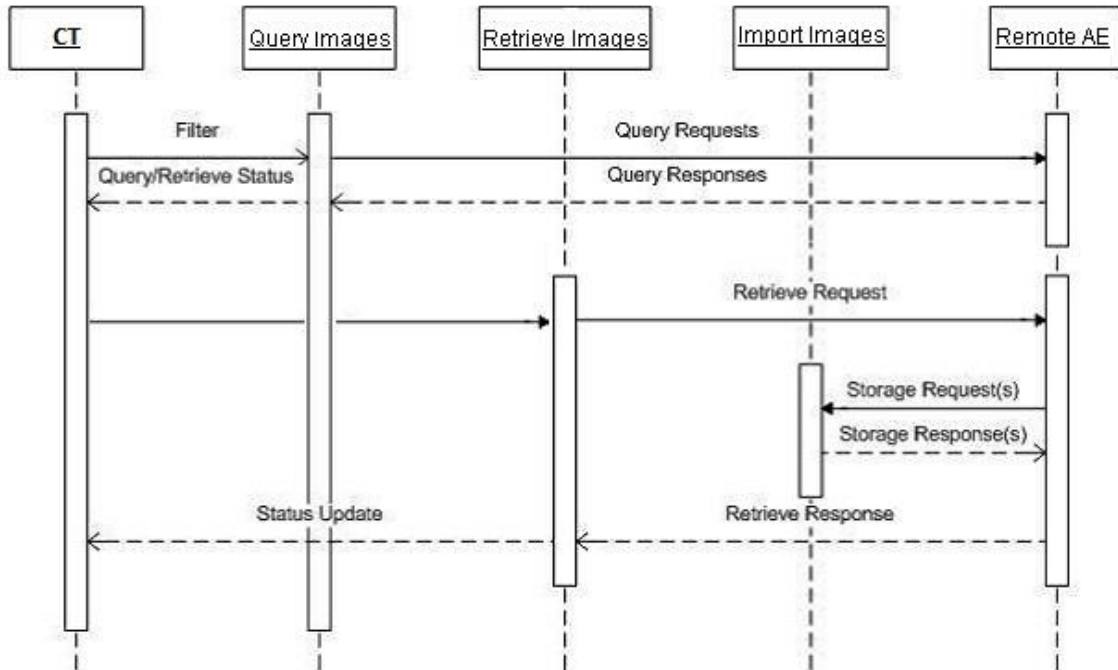 CT
Query Images
Retrieve Images
Import Images
Remote AE
Filter
Query Requests
Query/Retrieve Status
Query Responses
Retrieve Request
Storage Request(s)
Storage Response(s)
Status Update
Retrieve Response